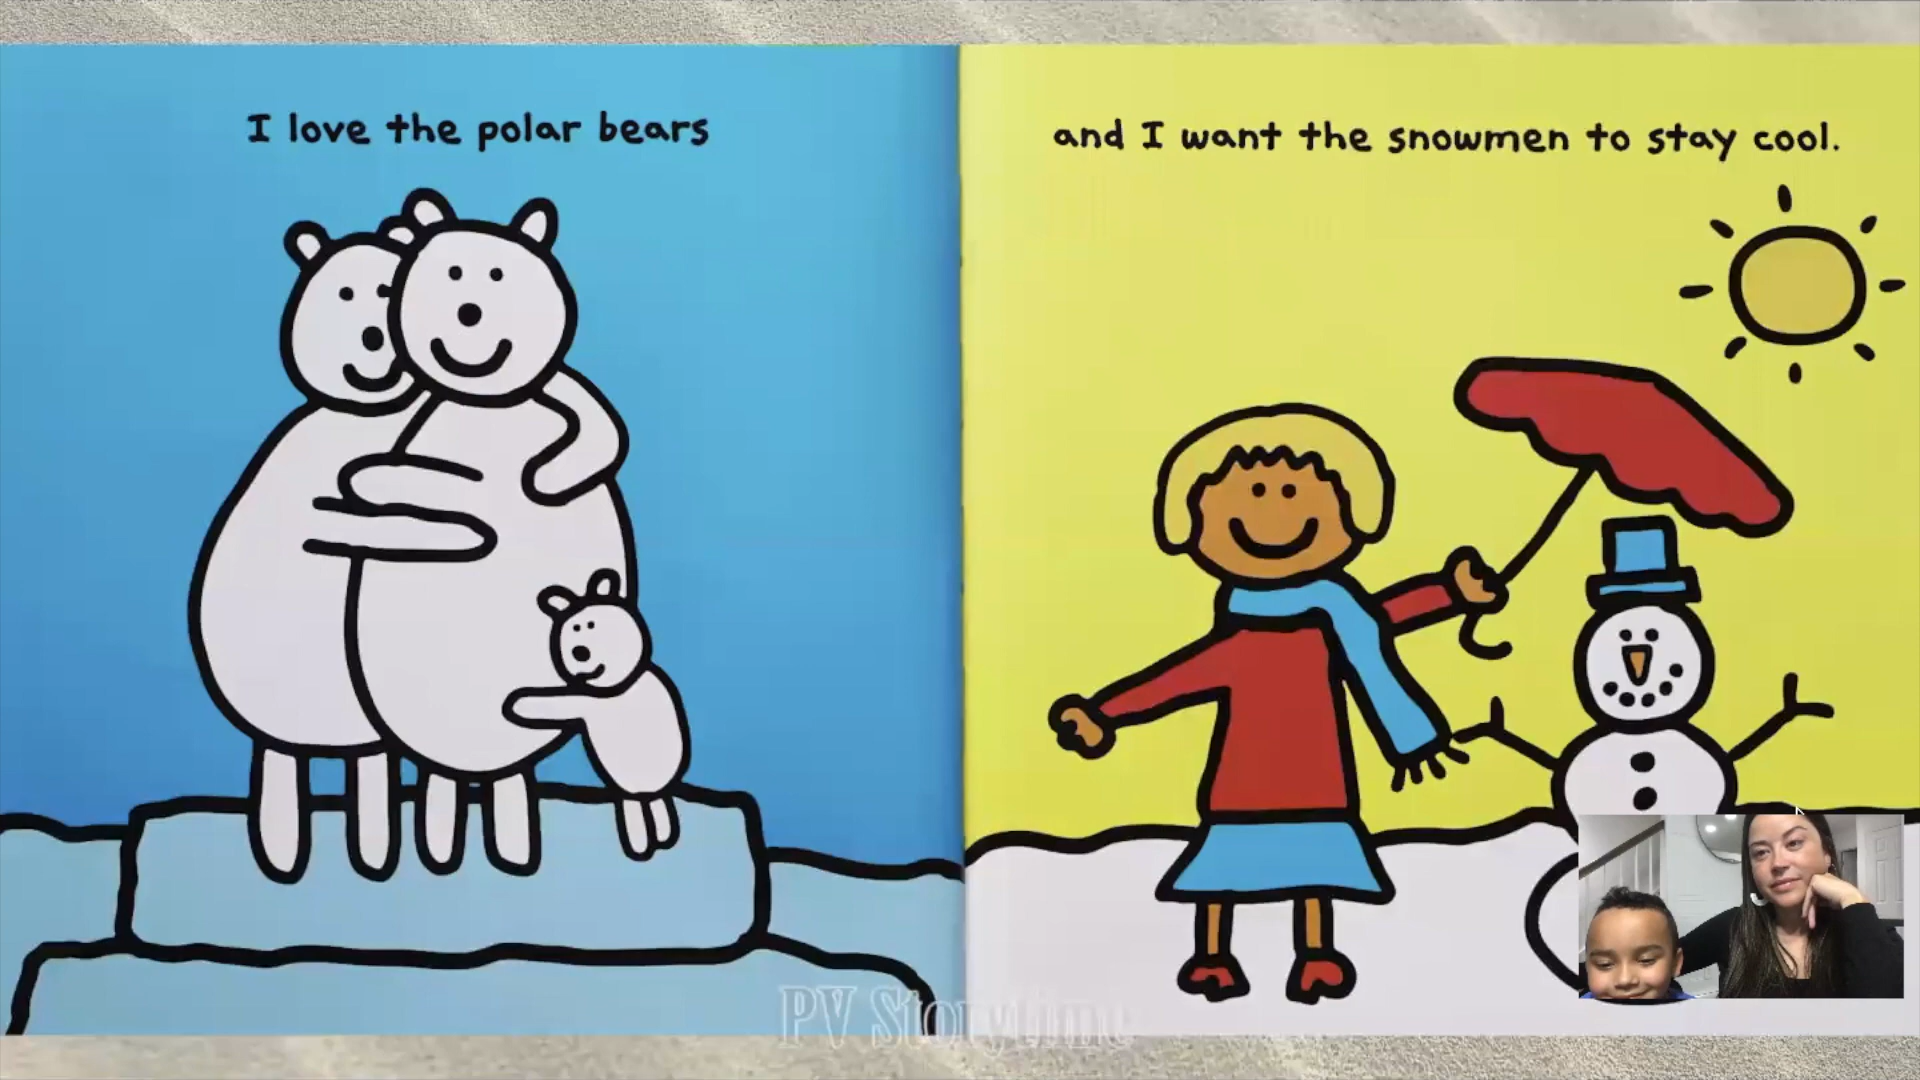 I love the polar bears
and I want the snowmen to stay cool.
PV Storytime